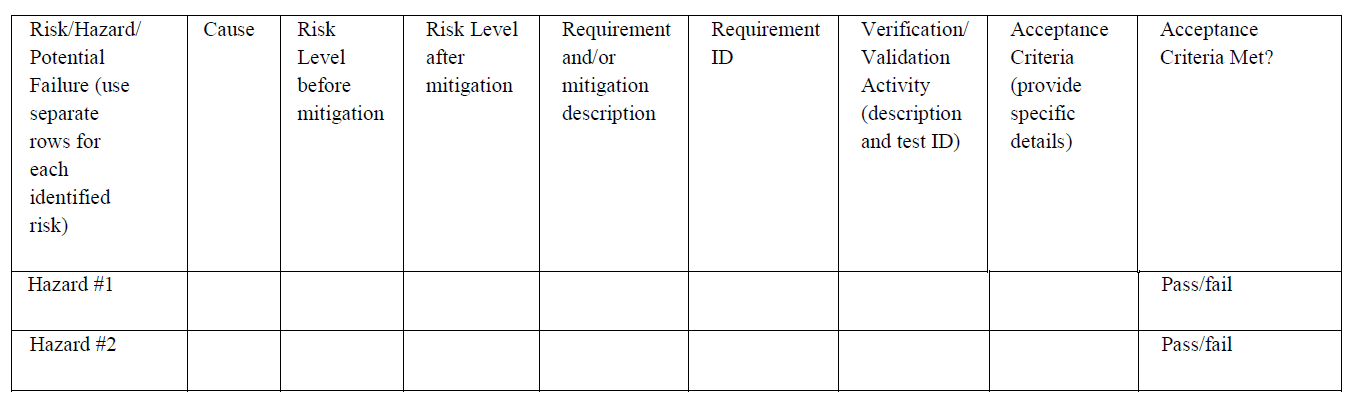 Risk/Hazard/
Potential
Failure (use
separate
rows for
each
identified
risk)
Cause
Risk
Level
before
mitigation
Risk Level
after
mitigation
Requirement
and/or
mitigation
description
Requirement
ID
Verification/
Validation
Activity
(description
and test ID)
Acceptance
Criteria
(provide
specific
details)
Acceptance
Criteria Met?
Hazard #1
Pass/fail
Hazard #2
Pass/fail